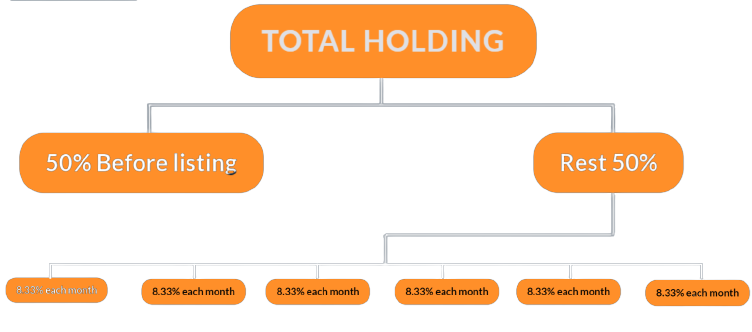 TOTAL HOLDING
50% Before listing
Rest 50%
8.33% each month
8.33% each month
8.33% each month
8.33% each month
8.33% each month
8.33% each month